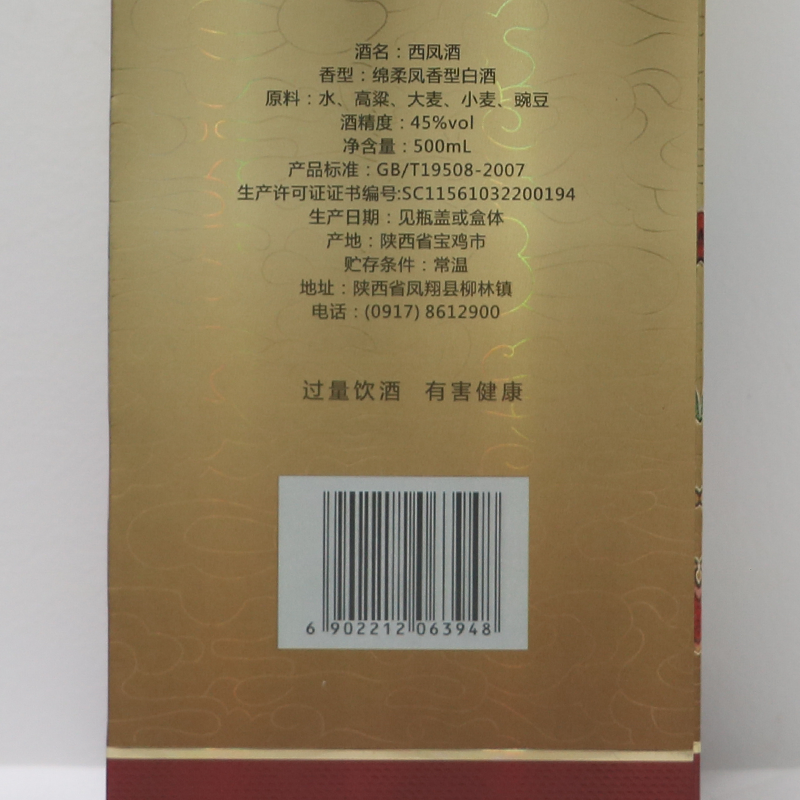 酒名：西凤酒
香型：绵柔凤香型白酒
原料：水、高粱、大麦、小麦、豌豆
酒精度：45%vol
净含量：500mL
产品标准：GB/T19508-2007
生产许可证证书编号:SC11561032200194
生产日期：见瓶盖或盒体
产地：陕西省宝鸡市
贮存条件：常温
地址：陕西省凤翔县柳林镇
电话：(0917) 8612900
过量饮酒 有害健康
6 902212 063948